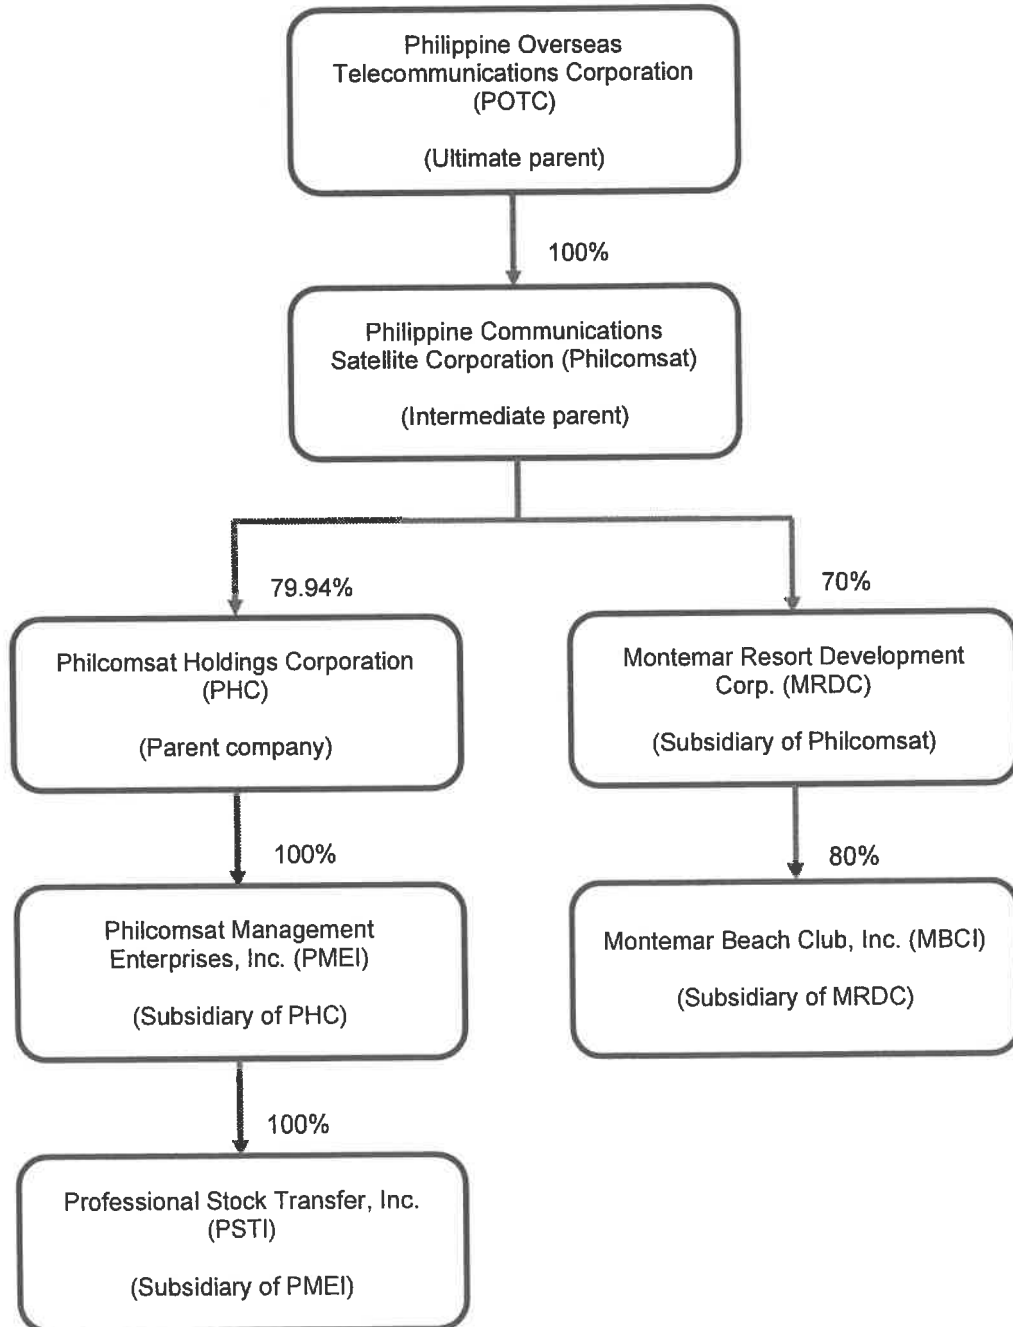 Philippine Overseas
Telecommunications Corporation
(POTC)
(Ultimate parent)
100%
Philippine Communications
Satellite Corporation (Philcomsat)
(Intermediate parent)
79.94%
70%
Philcomsat Holdings Corporation
(PHC)
(Parent company)
Montemar Resort Development
Corp. (MRDC)
(Subsidiary of Philcomsat)
100%
80%
Philcomsat Management
Enterprises, Inc. (PMEI)
(Subsidiary of PHC)
Montemar Beach Club, Inc. (MBCI)
(Subsidiary of MRDC)
100%
Professional Stock Transfer, Inc.
(PSTI)
(Subsidiary of PMEI)